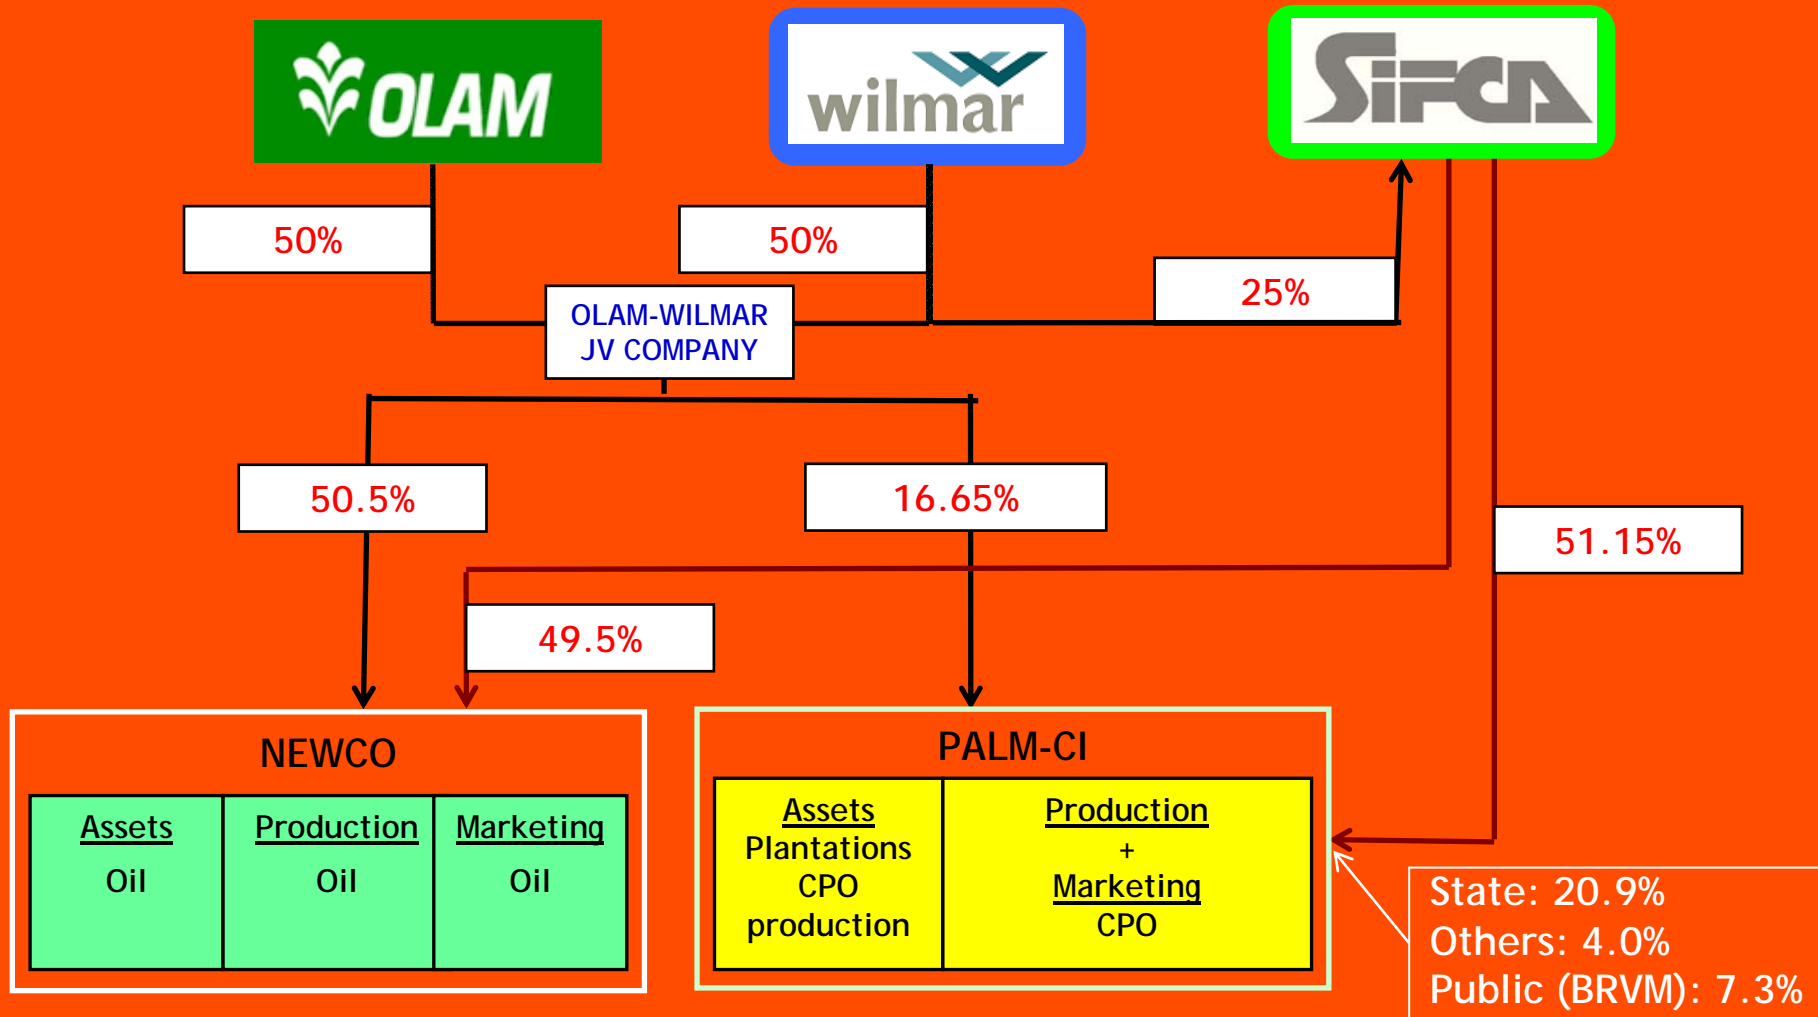 OLAM
wilmar
SIFCA
50%
50%
25%
OLAM-WILMAR
JV COMPANY
50.5%
16.65%
51.15%
49.5%
NEWCO
Assets
Oil
Production
Oil
Marketing
Oil
PALM-CI
Assets
Plantations
CPO
production
Production
+
Marketing
CPO
State: 20.9%
Others: 4.0%
Public (BRVM): 7.3%